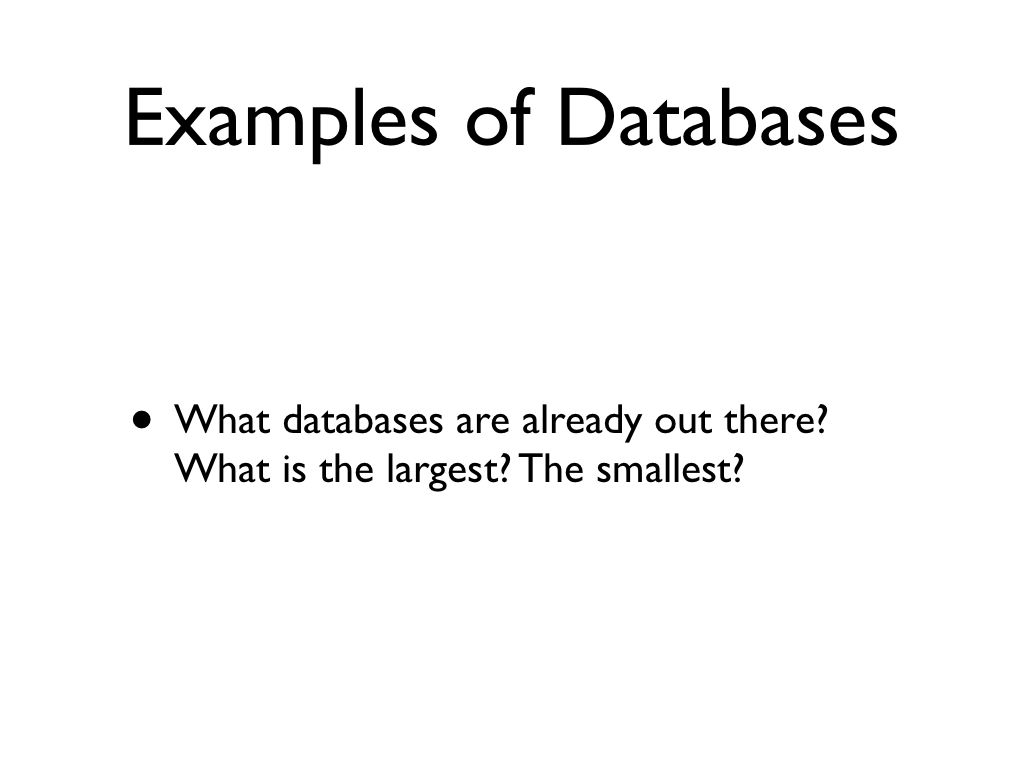 Examples of Databases
• What databases are already out there?
What is the largest? The smallest?